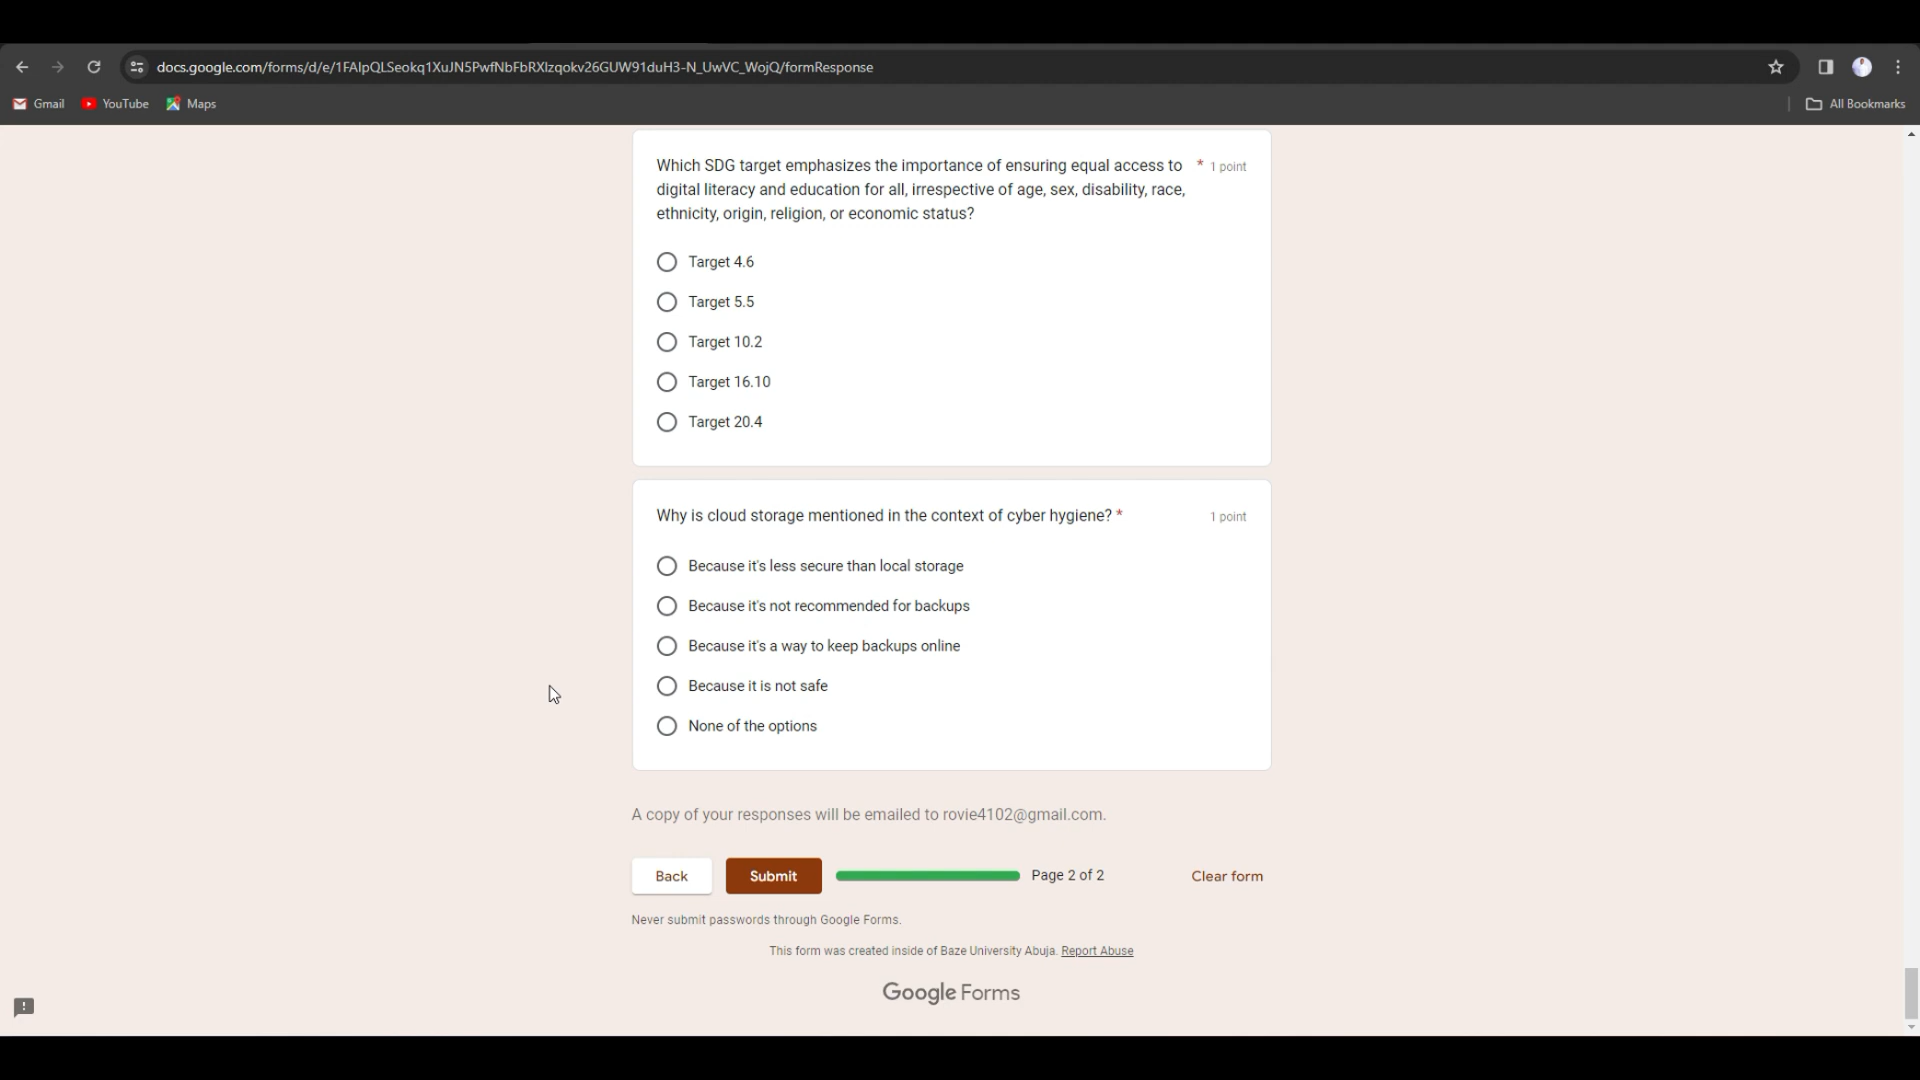 docs.google.com/forms/d/e/1FAIpQLSeokq1XuJN5PwfNbFbRXIzqokv26GUW91duH3-N_UwVC_WojQ/formResponse
Gmail YouTube Maps All Bookmarks
Which SDG target emphasizes the importance of ensuring equal access to * 1 point
digital literacy and education for all, irrespective of age, sex, disability, race,
ethnicity, origin, religion, or economic status?
Target 4.6
Target 5.5
Target 10.2
Target 16.10
Target 20.4
Why is cloud storage mentioned in the context of cyber hygiene? * 1 point
Because it's less secure than local storage
Because it's not recommended for backups
Because it's a way to keep backups online
Because it is not safe
None of the options
A copy of your responses will be emailed to rovie4102@gmail.com.
Back Submit Page 2 of 2 Clear form
Never submit passwords through Google Forms.
This form was created inside of Baze University Abuja. Report Abuse
Google Forms